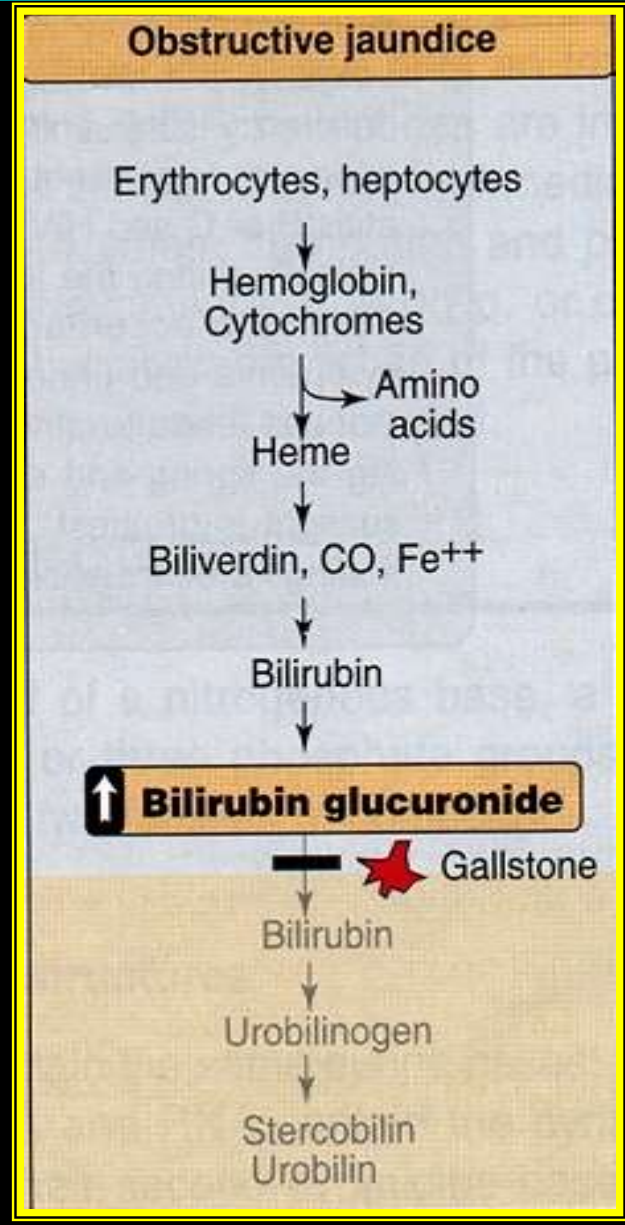 Obstructive jaundice
Erythrocytes, heptocytes
Hemoglobin,
Cytochromes
Amino
acids
Heme
Biliverdin, CO, Fe++
Bilirubin
Bilirubin glucuronide
Gallstone
Bilirubin
Urobilinogen
Stercobilin
Urobilin